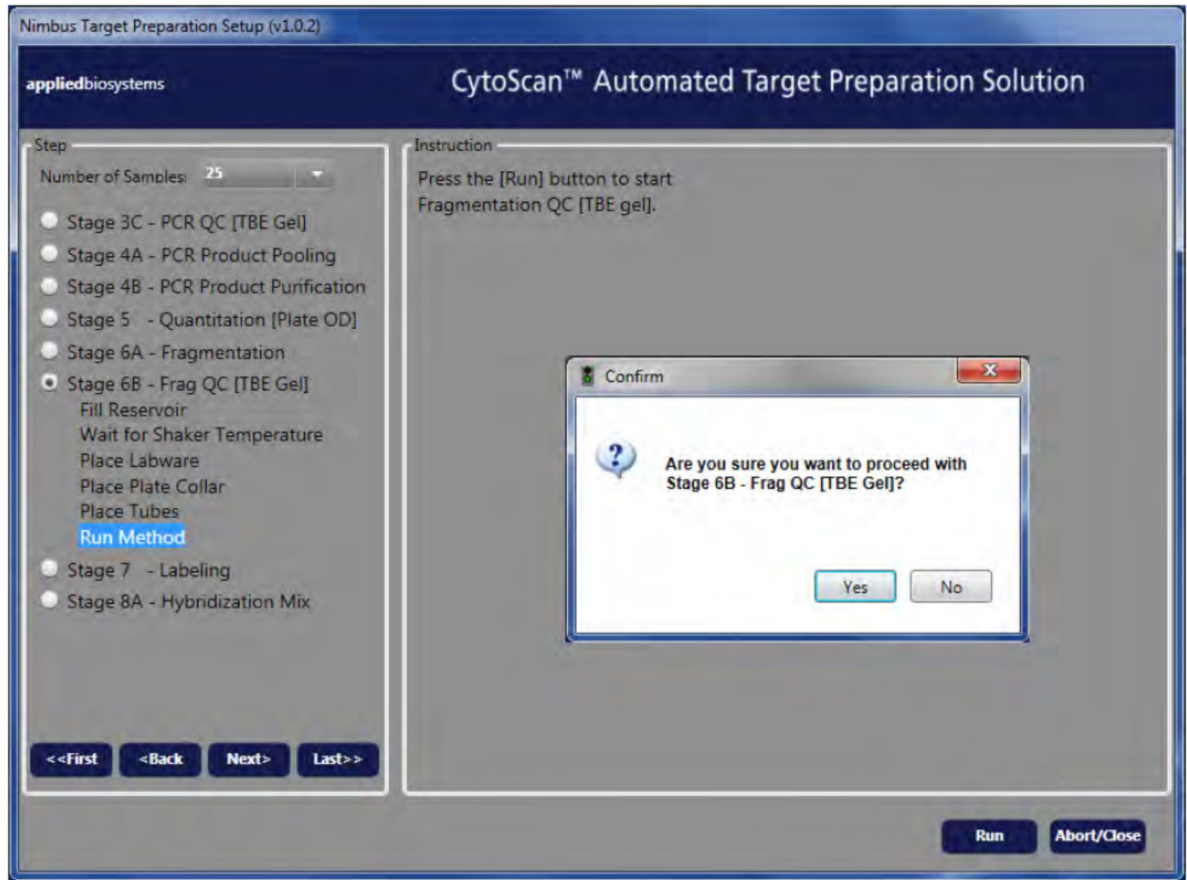 Nimbus Target Preparation Setup (v1.0.2)
appliedbiosystems
CytoScan™ Automated Target Preparation Solution
Step
Number of Samples: 25
Stage 3C - PCR QC [TBE Gel]
Stage 4A - PCR Product Pooling
Stage 4B - PCR Product Purification
Stage 5 - Quantitation [Plate OD]
Stage 6A - Fragmentation
Stage 6B - Frag QC [TBE Gel]
Fill Reservoir
Wait for Shaker Temperature
Place Labware
Place Plate Collar
Place Tubes
Run Method
Stage 7 - Labeling
Stage 8A - Hybridization Mix
<<First <Back Next> Last>>
Instruction
Press the [Run] button to start
Fragmentation QC [TBE gel].
Confirm
Are you sure you want to proceed with
Stage 6B - Frag QC [TBE Gel]?
Yes No
Run Abort/Close